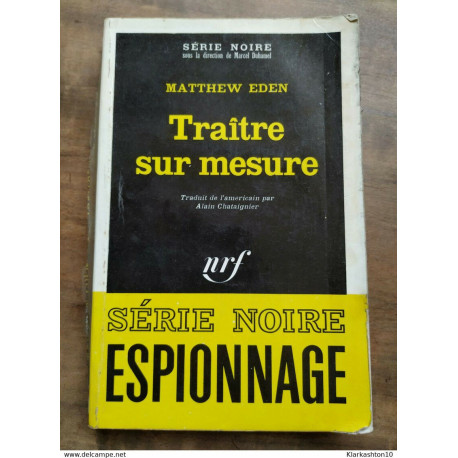 SÉRIE NOIRE
sous la direction de Marcel Duhamel
MATTHEW EDEN
Traître
sur mesure
Traduit de l'américain par
Alain Chataignier
nrf
SÉRIE NOIRE
ESPIONNAGE
www.delcampe.net
Klarkashton10